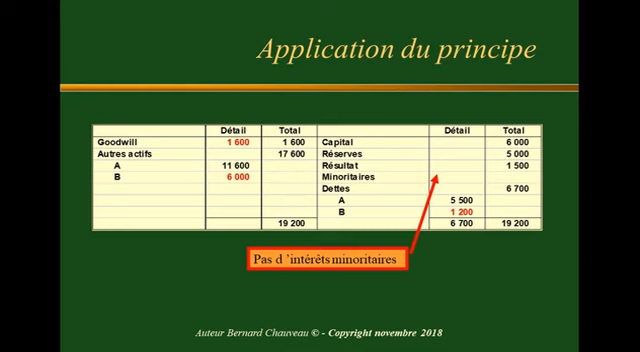 Application du principe
Détail Total Détail Total
Goodwill 1 600 1 600 Capital 6 000
Autres actifs 17 600 Réserves 5 000
A 11 600 Résultat 1 500
B 6 000 Minoritaires
Dettes 6 700
A 5 500
B 1 200
19 200 6 700 19 200
Pas d ’intérêts minoritaires
Auteur Bernard Chauveau © - Copyright novembre 2018